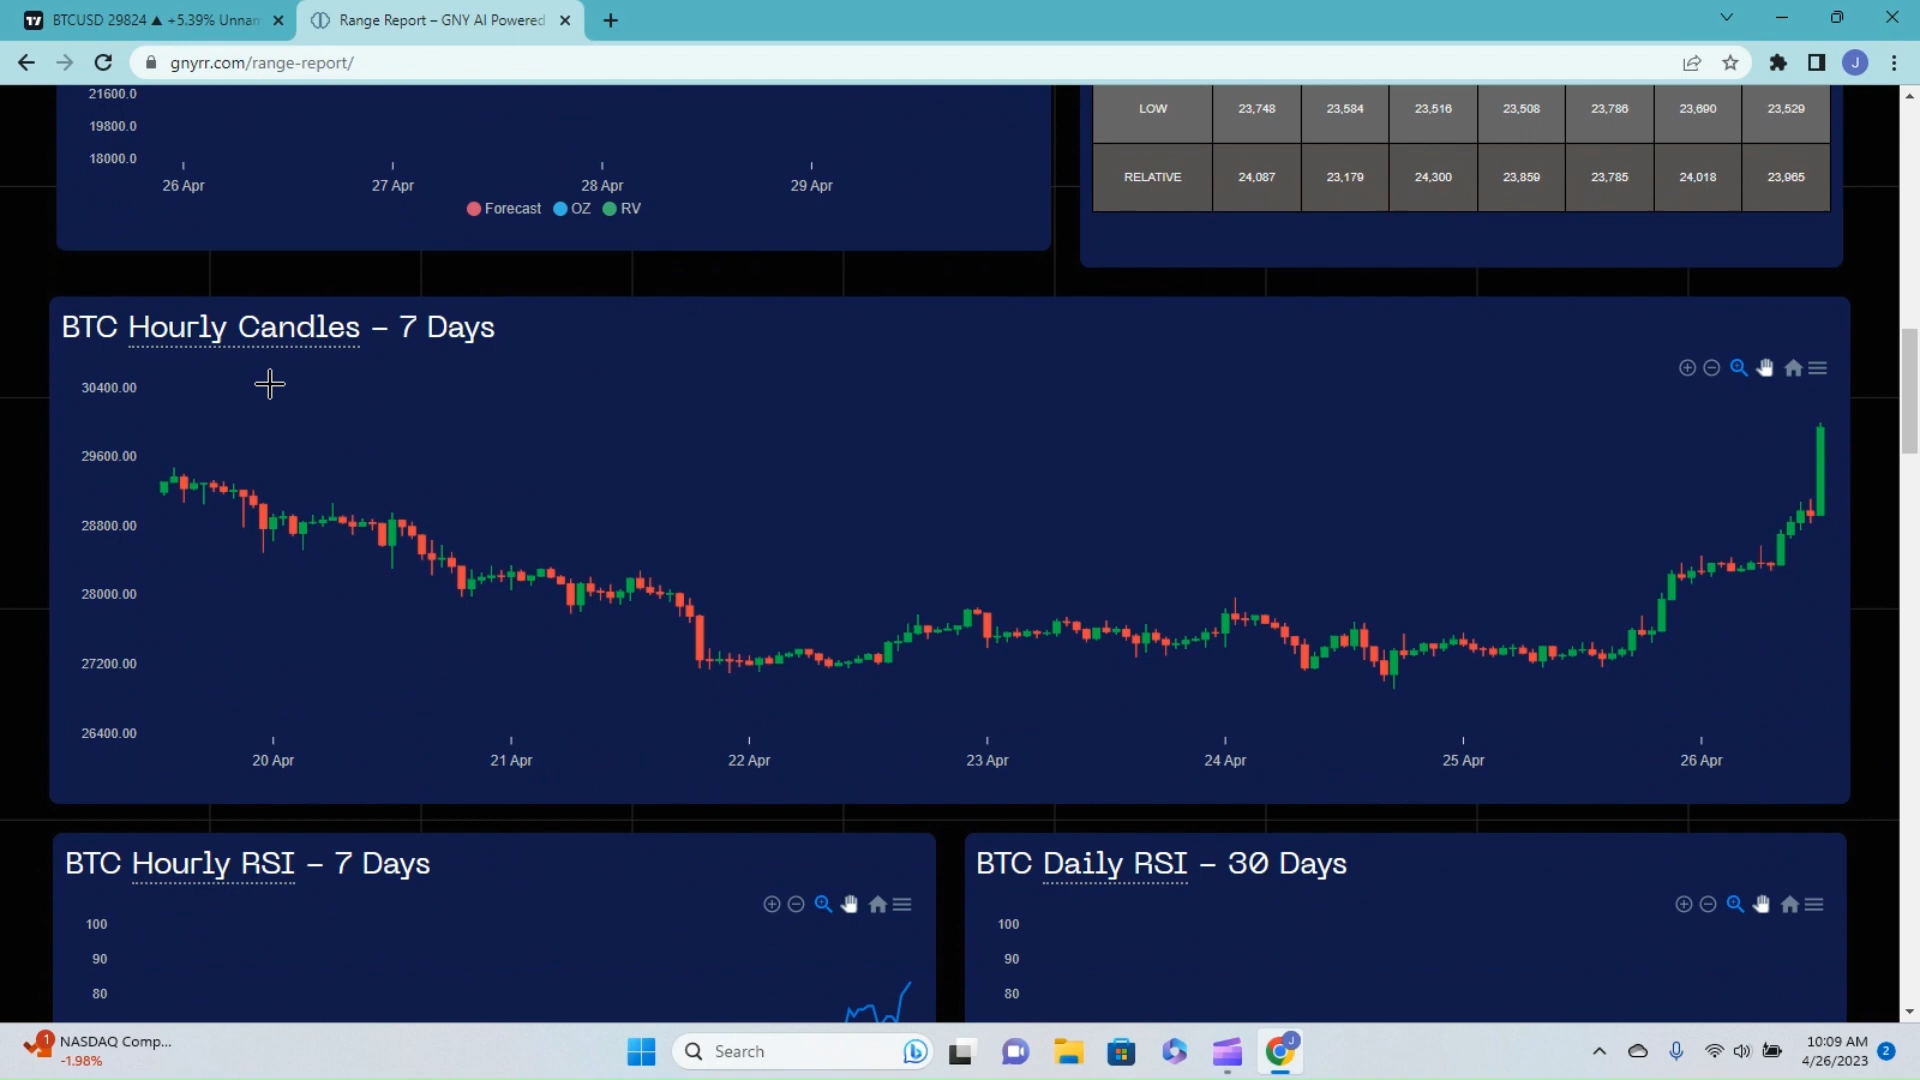 BTCUSD 29824 ▲ +5.39% Unnam
Range Report – GNY AI Powered
gnyrr.com/range-report/
J
21600.0
19800.0
18000.0
26 Apr 27 Apr 28 Apr 29 Apr
Forecast OZ RV
LOW 23,748 23,584 23,516 23,508 23,786 23,690 23,529
RELATIVE 24,087 23,179 24,300 23,859 23,785 24,018 23,965
BTC Hourly Candles – 7 Days
30400.00
29600.00
28800.00
28000.00
27200.00
26400.00
20 Apr 21 Apr 22 Apr 23 Apr 24 Apr 25 Apr 26 Apr
BTC Hourly RSI – 7 Days
100
90
80
BTC Daily RSI – 30 Days
100
90
80
1
NASDAQ Comp...
-1.98%
Search
J
10:09 AM
4/26/2023
2